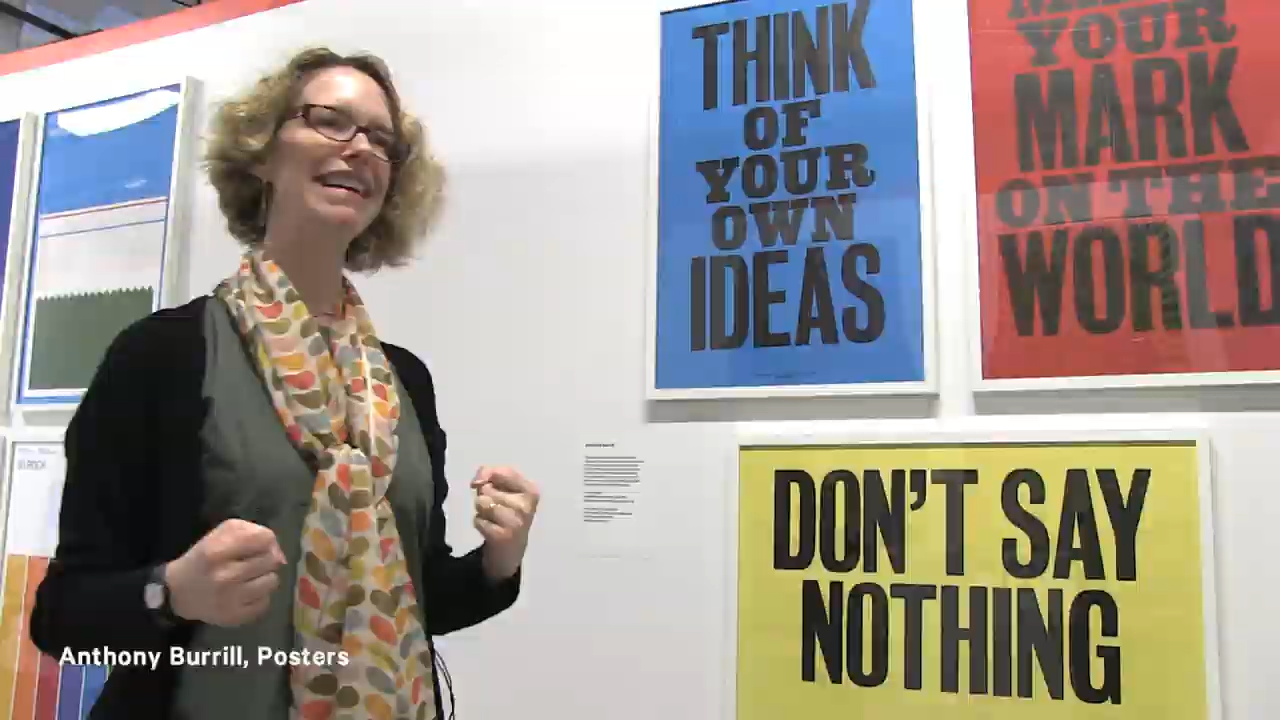 THINK
OF
YOUR
OWN
IDEAS
YOUR
MARK
ON THE
WORLD
DON'T SAY
NOTHING
Anthony Burrill, Posters